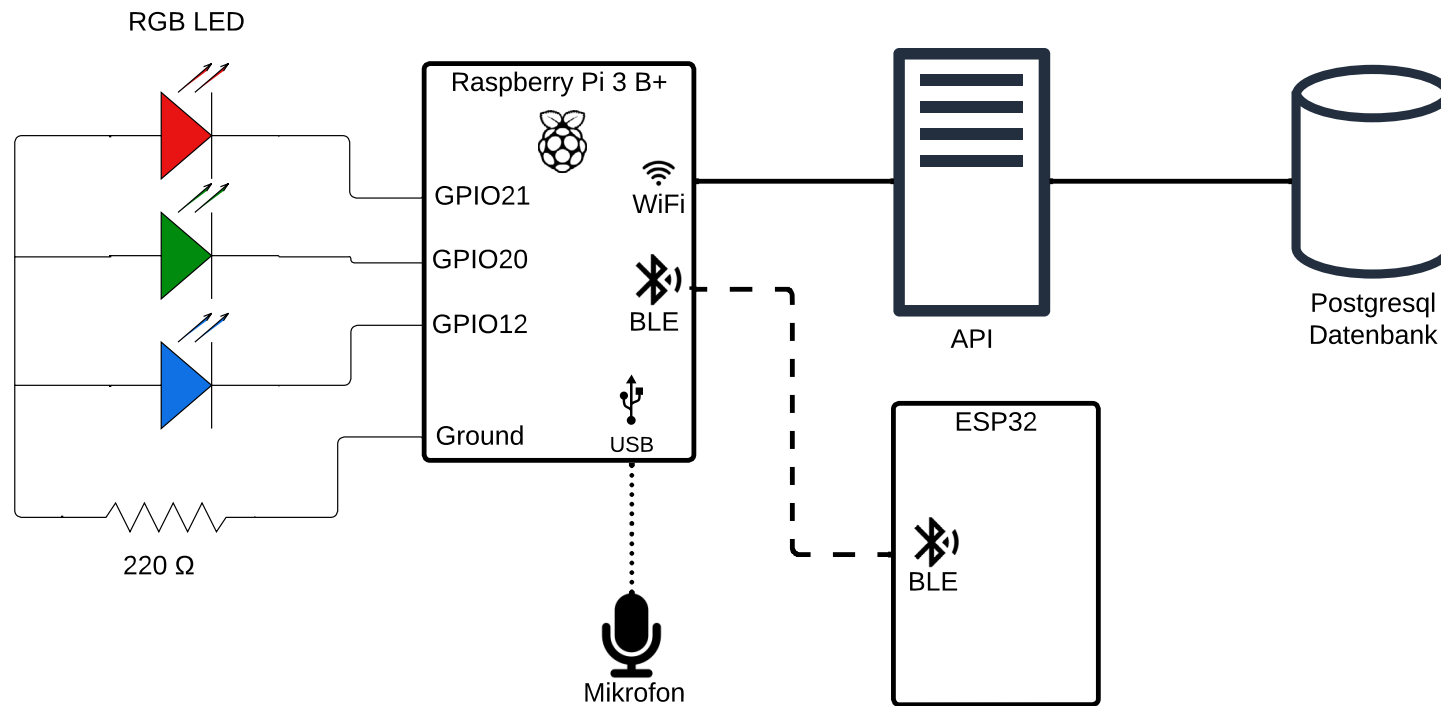 RGB LED
Raspberry Pi 3 B+
GPIO21
WiFi
GPIO20
BLE
GPIO12
Ground
USB
220 Ω
Mikrofon
API
Postgresql
Datenbank
ESP32
BLE